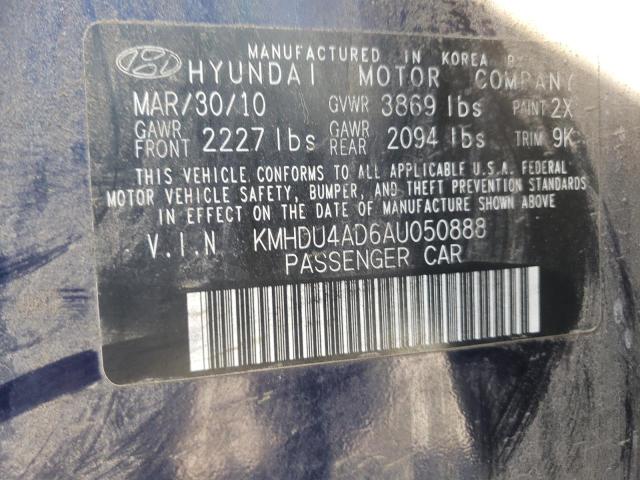 MANUFACTURED IN KOREA BY
HYUNDAI MOTOR COMPANY
MAR/30/10 GVWR 3869 lbs PAINT 2X
GAWR FRONT 2227 lbs GAWR REAR 2094 lbs TRIM 9K
THIS VEHICLE CONFORMS TO ALL APPLICABLE U.S.A. FEDERAL
MOTOR VEHICLE SAFETY, BUMPER, AND THEFT PREVENTION STANDARDS
IN EFFECT ON THE DATE OF MANUFACTURE SHOWN ABOVE
V.I.N KMHDU4AD6AU050888
PASSENGER CAR